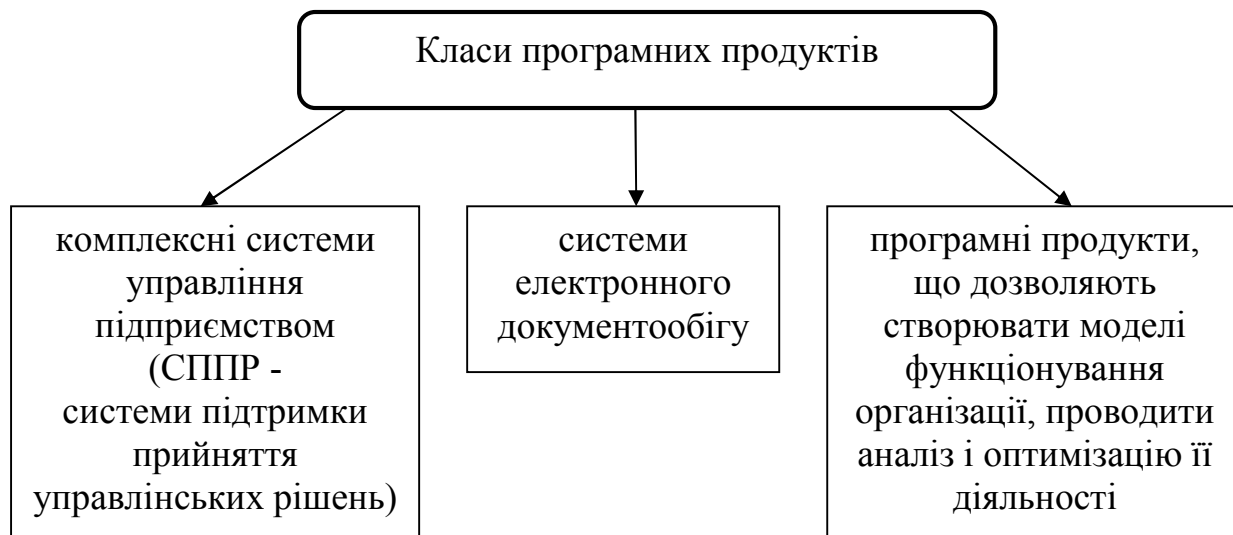 Класи програмних продуктів
комплексні системи
управління
підприємством
(СППР -
системи підтримки
прийняття
управлінських рішень)
системи
електронного
документообігу
програмні продукти,
що дозволяють
створювати моделі
функціонування
організації, проводити
аналіз і оптимізацію її
діяльності